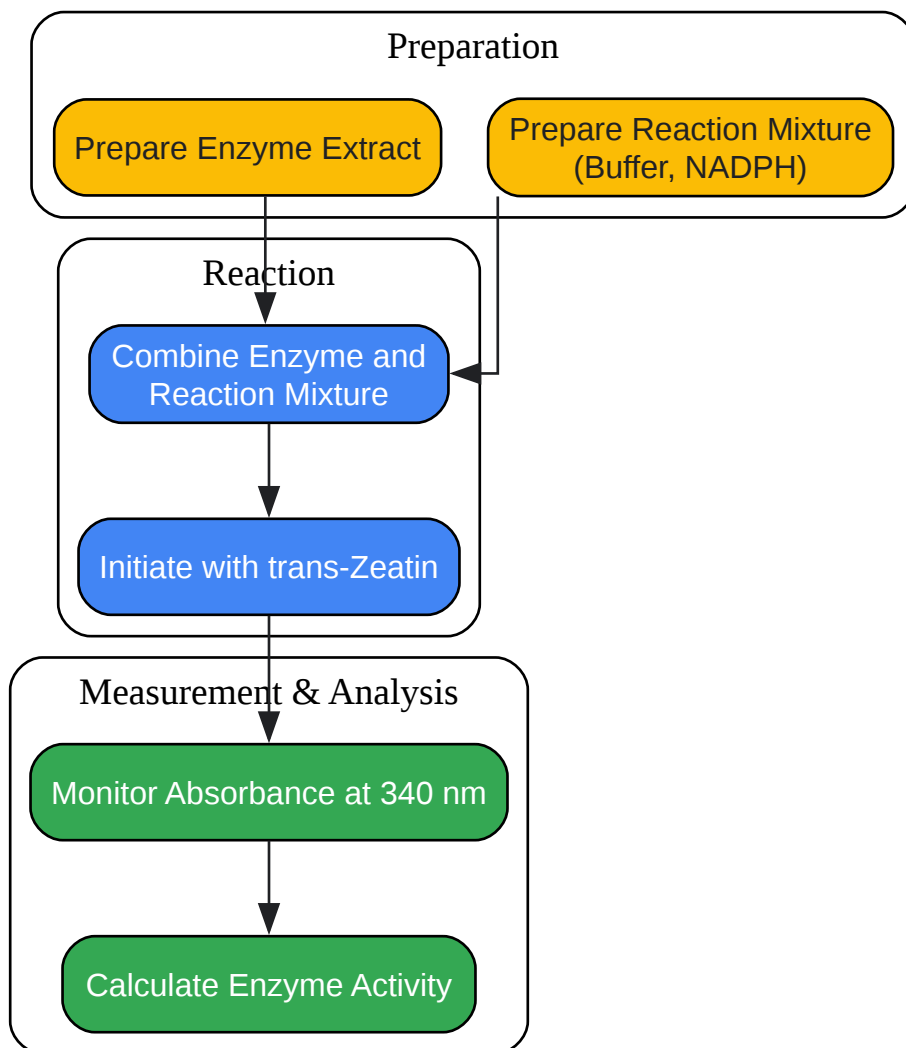 Preparation
Prepare Enzyme Extract
Prepare Reaction Mixture
(Buffer, NADPH)
Reaction
Combine Enzyme and
Reaction Mixture
Initiate with trans-Zeatin
Measurement & Analysis
Monitor Absorbance at 340 nm
Calculate Enzyme Activity